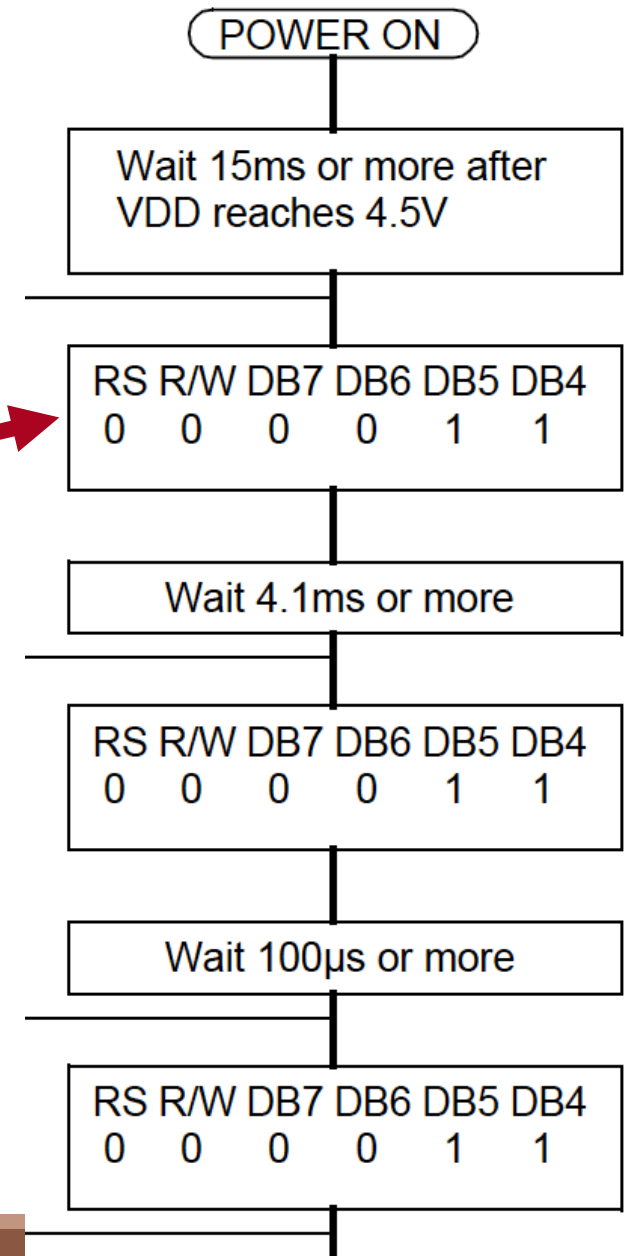 POWER ON
Wait 15ms or more after
VDD reaches 4.5V
RS R/W DB7 DB6 DB5 DB4
0 0 0 0 1 1
Wait 4.1ms or more
RS R/W DB7 DB6 DB5 DB4
0 0 0 0 1 1
Wait 100µs or more
RS R/W DB7 DB6 DB5 DB4
0 0 0 0 1 1